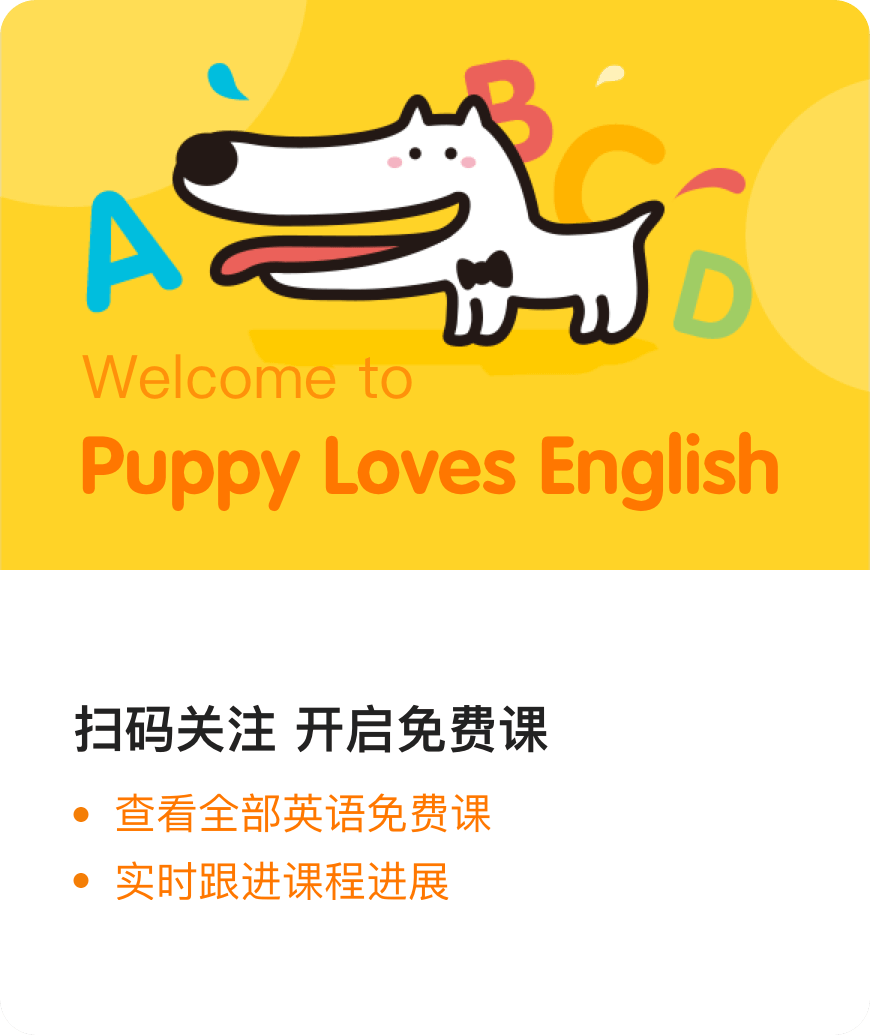 A
B
C
D
Welcome to
Puppy Loves English
扫码关注 开启免费课
• 查看全部英语免费课
• 实时跟进课程进展